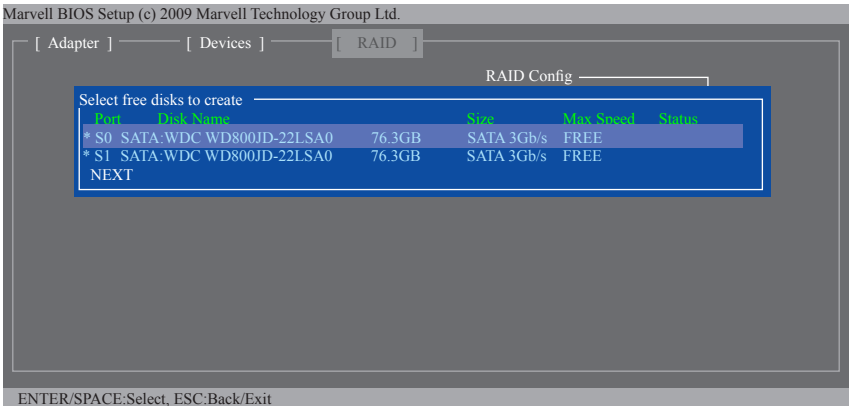 Marvell BIOS Setup (c) 2009 Marvell Technology Group Ltd.
[ Adapter ] [ Devices ] [ RAID ]
RAID Config
Select free disks to create
Port Disk Name Size Max Speed Status
* S0 SATA:WDC WD800JD-22LSA0 76.3GB SATA 3Gb/s FREE
* S1 SATA:WDC WD800JD-22LSA0 76.3GB SATA 3Gb/s FREE
NEXT
ENTER/SPACE:Select, ESC:Back/Exit